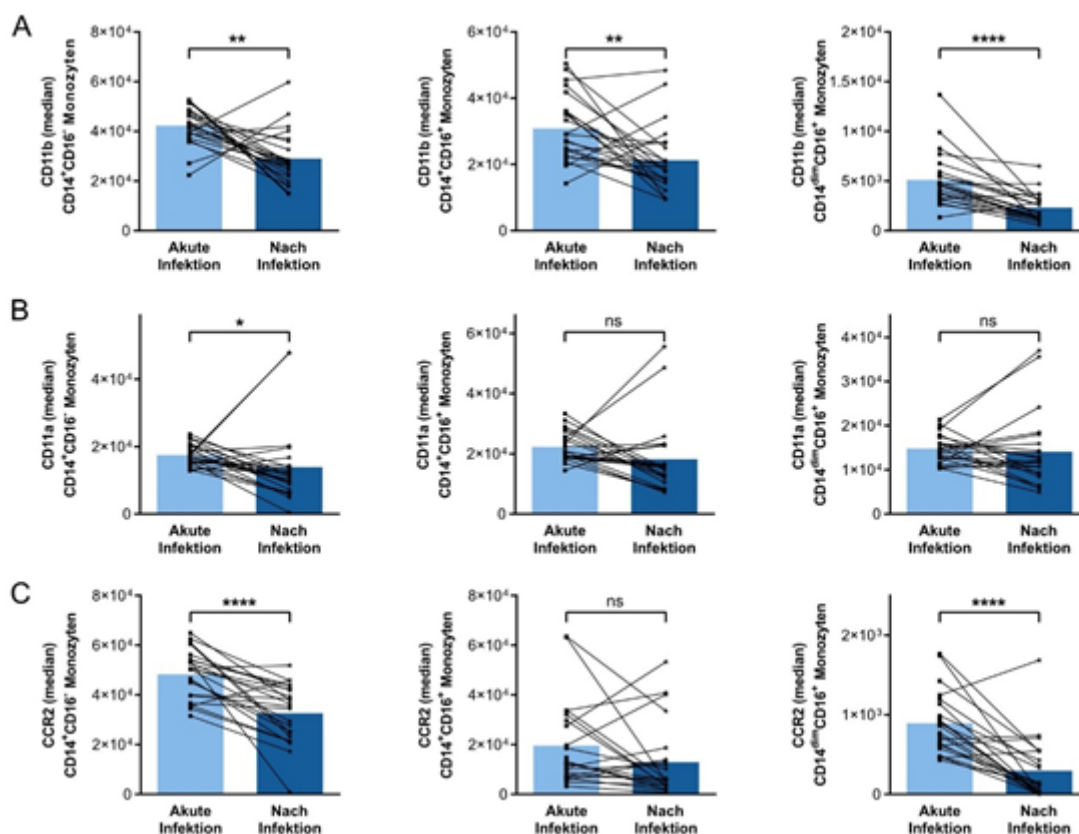 A
CD11b (median)
CD14⁺CD16⁻ Monozyten
8×10⁴
6×10⁴
4×10⁴
2×10⁴
0
**
Akute
Infektion
Nach
Infektion
CD11b (median)
CD14⁺CD16⁺ Monozyten
6×10⁴
4×10⁴
2×10⁴
0
**
Akute
Infektion
Nach
Infektion
CD11b (median)
CD14ᵈⁱᵐCD16⁺ Monozyten
2×10⁴
1.5×10⁴
1×10⁴
5×10³
0
****
Akute
Infektion
Nach
Infektion
B
CD11a (median)
CD14⁺CD16⁻ Monozyten
4×10⁴
2×10⁴
0
*
Akute
Infektion
Nach
Infektion
CD11a (median)
CD14⁺CD16⁺ Monozyten
6×10⁴
4×10⁴
2×10⁴
0
ns
Akute
Infektion
Nach
Infektion
CD11a (median)
CD14ᵈⁱᵐCD16⁺ Monozyten
4×10⁴
3×10⁴
2×10⁴
1×10⁴
0
ns
Akute
Infektion
Nach
Infektion
C
CCR2 (median)
CD14⁺CD16⁻ Monozyten
8×10⁴
6×10⁴
4×10⁴
2×10⁴
0
****
Akute
Infektion
Nach
Infektion
CCR2 (median)
CD14⁺CD16⁺ Monozyten
8×10⁴
6×10⁴
4×10⁴
2×10⁴
0
ns
Akute
Infektion
Nach
Infektion
CCR2 (median)
CD14ᵈⁱᵐCD16⁺ Monozyten
2×10³
1×10³
0
****
Akute
Infektion
Nach
Infektion